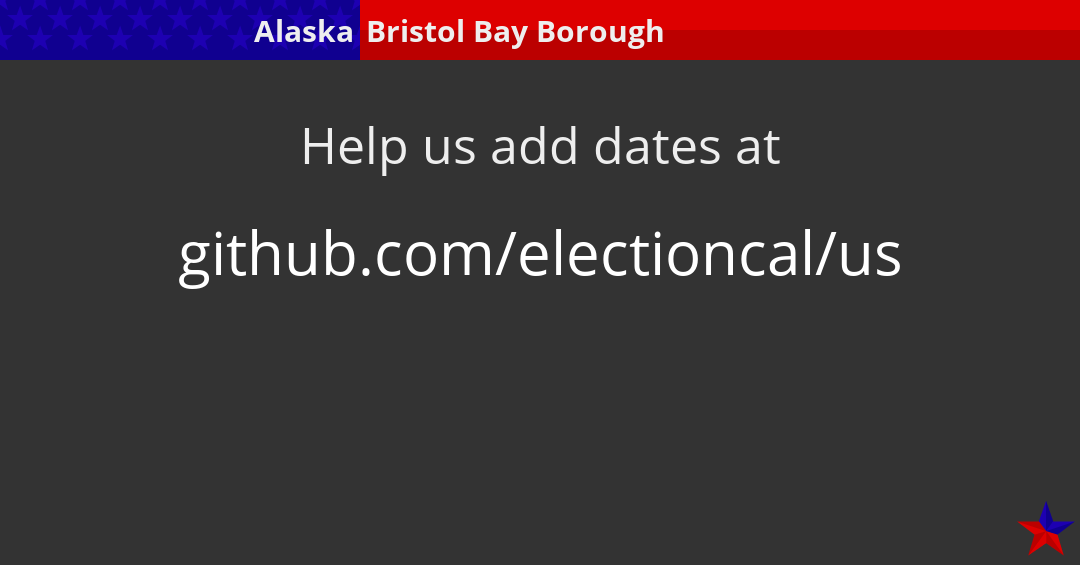 Alaska Bristol Bay Borough
Help us add dates at
github.com/electioncal/us